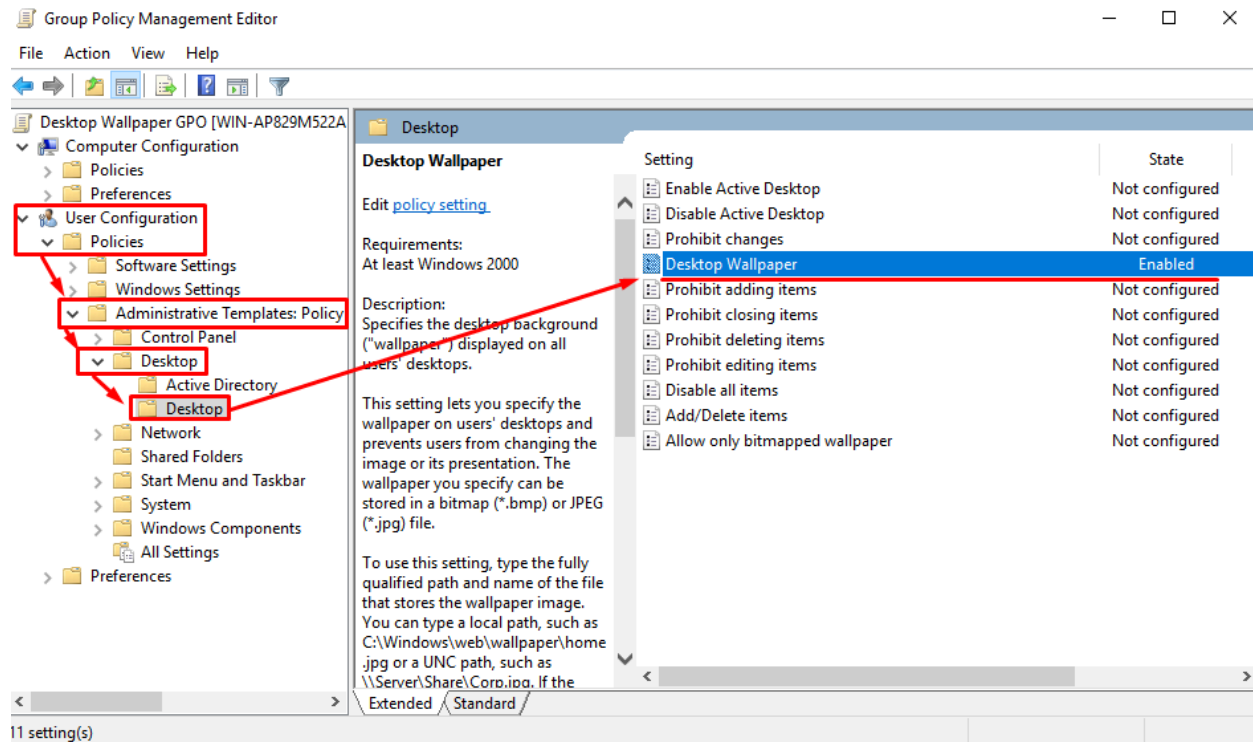 Group Policy Management Editor
File Action View Help
Desktop Wallpaper GPO [WIN-AP829M522A
Computer Configuration
Policies
Preferences
User Configuration
Policies
Software Settings
Windows Settings
Administrative Templates: Policy
Control Panel
Desktop
Active Directory
Desktop
Network
Shared Folders
Start Menu and Taskbar
System
Windows Components
All Settings
Preferences
Desktop
Desktop Wallpaper
Edit policy setting
Requirements:
At least Windows 2000
Description:
Specifies the desktop background
("wallpaper") displayed on all
users' desktops.
This setting lets you specify the
wallpaper on users' desktops and
prevents users from changing the
image or its presentation. The
wallpaper you specify can be
stored in a bitmap (*.bmp) or JPEG
(*.jpg) file.
To use this setting, type the fully
qualified path and name of the file
that stores the wallpaper image.
You can type a local path, such as
C:\Windows\web\wallpaper\home
.jpg or a UNC path, such as
\\Server\Share\Corp.jpg. If the
Setting State
Enable Active Desktop Not configured
Disable Active Desktop Not configured
Prohibit changes Not configured
Desktop Wallpaper Enabled
Prohibit adding items Not configured
Prohibit closing items Not configured
Prohibit deleting items Not configured
Prohibit editing items Not configured
Disable all items Not configured
Add/Delete items Not configured
Allow only bitmapped wallpaper Not configured
Extended Standard
11 setting(s)